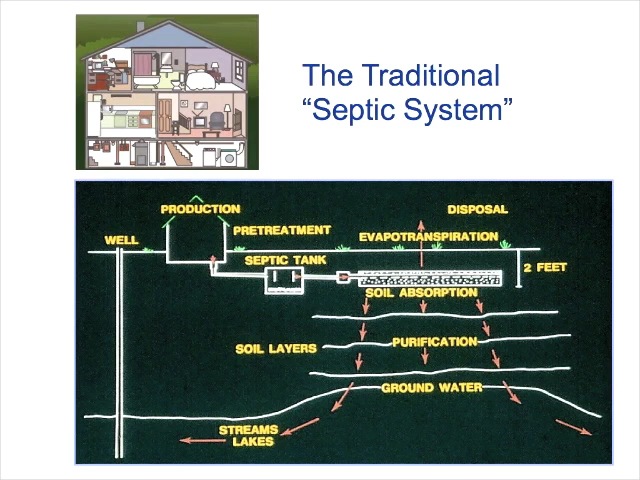 The Traditional
“Septic System”
PRODUCTION
DISPOSAL
WELL
PRETREATMENT
EVAPOTRANSPIRATION
SEPTIC TANK
2 FEET
SOIL ABSORPTION
SOIL LAYERS
PURIFICATION
GROUND WATER
STREAMS
LAKES